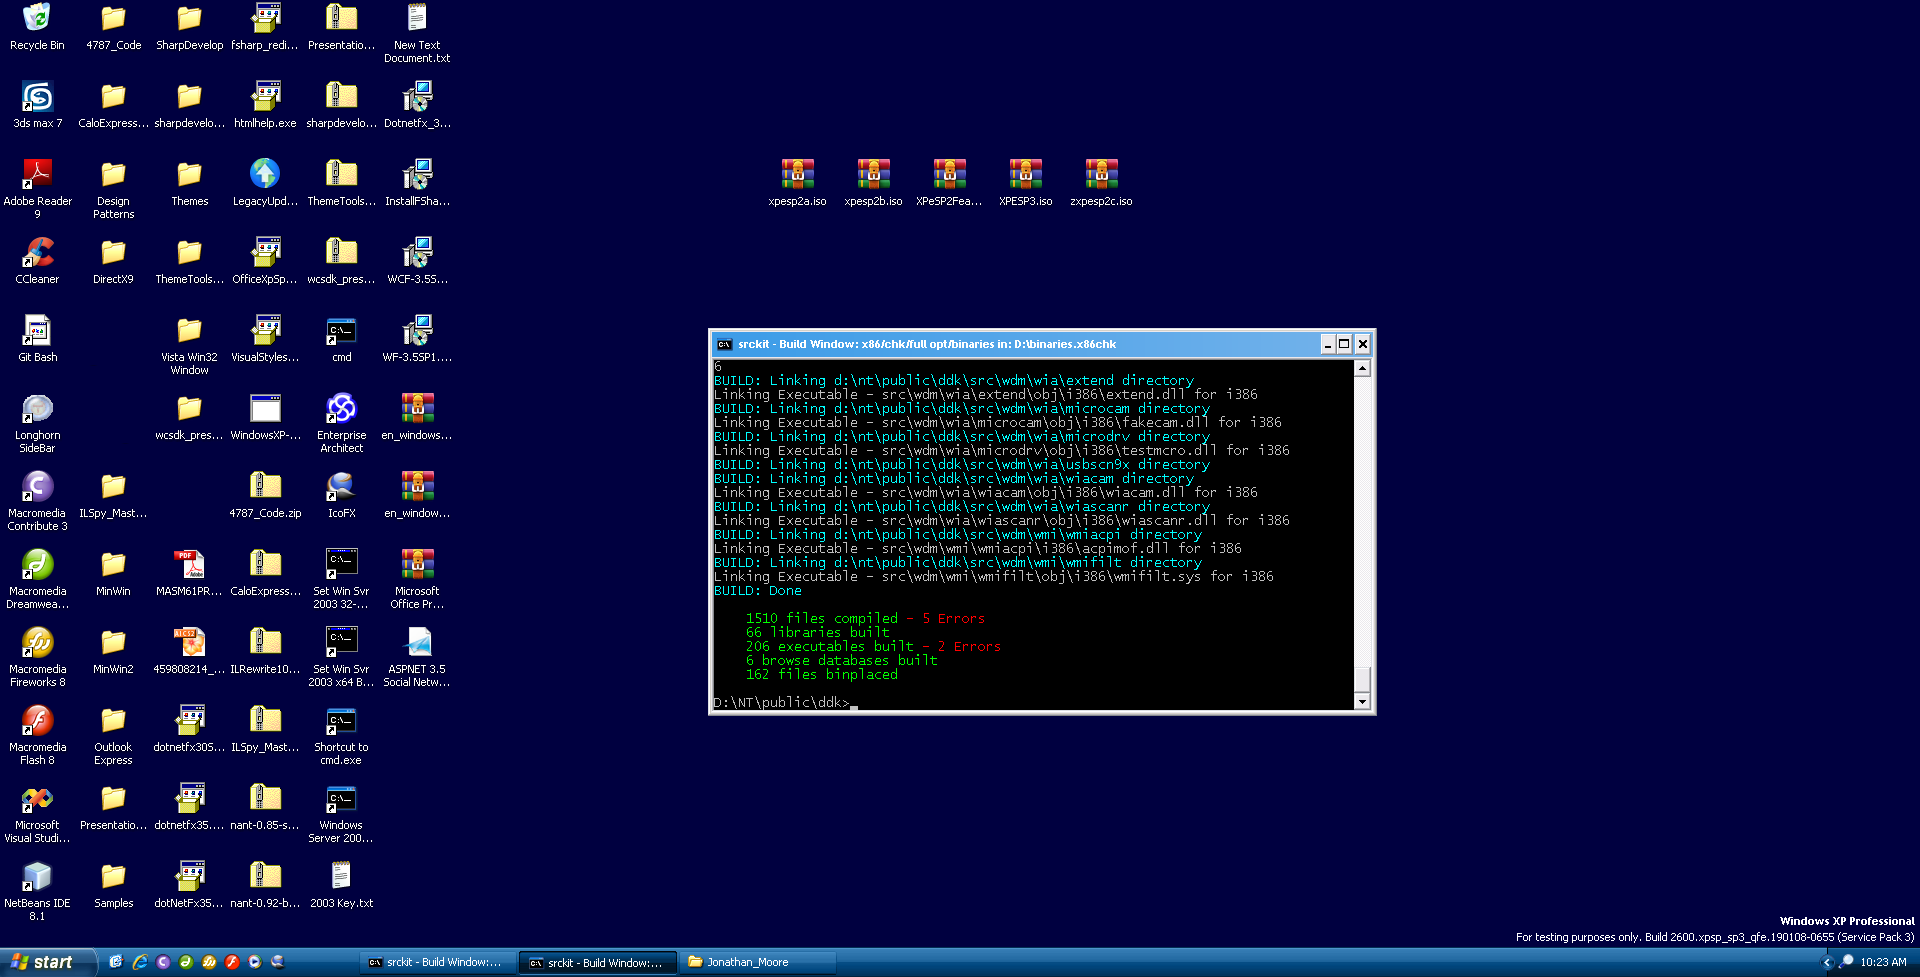 Recycle Bin
4787_Code
SharpDevelop
fsharp_redi...
Presentatio...
New Text
Document.txt
3ds max 7
CaloExpress...
sharpdevelo...
htmlhelp.exe
sharpdevelo...
Dotnetfx_3...
Adobe Reader
9
Design
Patterns
Themes
LegacyUpd...
ThemeTools...
InstallFSha...
xpesp2a.iso
xpesp2b.iso
XPeSP2Fea...
XPESP3.iso
zxpesp2c.iso
CCleaner
DirectX9
ThemeTools...
OfficeXpSp...
wcsdk_pres...
WCF-3.5S...
Git Bash
Vista Win32
Window
VisualStyles...
cmd
WF-3.5SP1....
Longhorn
SideBar
wcsdk_pres...
WindowsXP-...
Enterprise
Architect
en_windows...
Macromedia
Contribute 3
ILSpy_Mast...
4787_Code.zip
IcoFX
en_window...
Macromedia
Dreamwea...
MinWin
MASM61PR...
CaloExpress...
Set Win Svr
2003 32-...
Microsoft
Office Pr...
Macromedia
Fireworks 8
MinWin2
459808214_...
ILRewrite10...
Set Win Svr
2003 x64 B...
ASPNET 3.5
Social Netw...
Macromedia
Flash 8
Outlook
Express
dotnetfx30S...
ILSpy_Mast...
Shortcut to
cmd.exe
Microsoft
Visual Studi...
Presentatio...
dotnetfx35....
nant-0.85-s...
Windows
Server 200...
NetBeans IDE
8.1
Samples
dotNetFx35...
nant-0.92-b...
2003 Key.txt
srckit - Build Window: x86/chk/full opt/binaries in: D:\binaries.x86chk
6
BUILD: Linking d:\nt\public\ddk\src\wdm\wia\extend directory
Linking Executable - src\wdm\wia\extend\obj\i386\extend.dll for i386
BUILD: Linking d:\nt\public\ddk\src\wdm\wia\microcam directory
Linking Executable - src\wdm\wia\microcam\obj\i386\fakecam.dll for i386
BUILD: Linking d:\nt\public\ddk\src\wdm\wia\microdrv directory
Linking Executable - src\wdm\wia\microdrv\obj\i386\testmcro.dll for i386
BUILD: Linking d:\nt\public\ddk\src\wdm\wia\usbscn9x directory
BUILD: Linking d:\nt\public\ddk\src\wdm\wia\wiacam directory
Linking Executable - src\wdm\wia\wiacam\obj\i386\wiacam.dll for i386
BUILD: Linking d:\nt\public\ddk\src\wdm\wia\wiascanr directory
Linking Executable - src\wdm\wia\wiascanr\obj\i386\wiascanr.dll for i386
BUILD: Linking d:\nt\public\ddk\src\wdm\wmi\wmiacpi directory
Linking Executable - src\wdm\wmi\wmiacpi\i386\acpimof.dll for i386
BUILD: Linking d:\nt\public\ddk\src\wdm\wmi\wmifilt directory
Linking Executable - src\wdm\wmi\wmifilt\obj\i386\wmifilt.sys for i386
BUILD: Done
1510 files compiled - 5 Errors
66 libraries built
206 executables built - 2 Errors
6 browse databases built
162 files binplaced
D:\NT\public\ddk>
Windows XP Professional
For testing purposes only. Build 2600.xpsp_sp3_qfe.190108-0655 (Service Pack 3)
start
srckit - Build Window:...
srckit - Build Window:...
Jonathan_Moore
10:23 AM